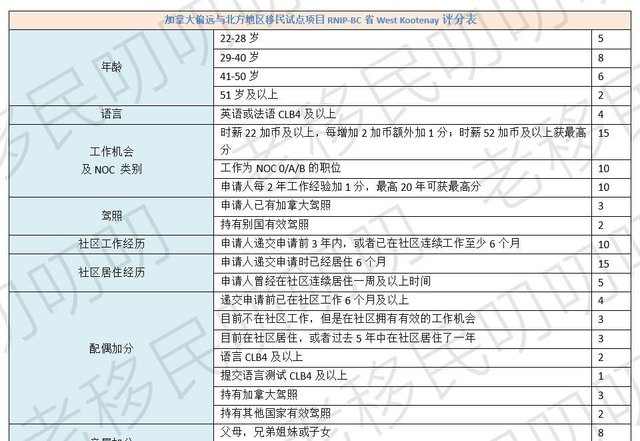 加拿大偏远与北方地区移民试点项目 RNIP-BC 省 West Kootenay 评分表
年龄
22-28 岁 5
29-40 岁 8
41-50 岁 6
51 岁及以上 2
语言 英语或法语 CLB4 及以上 4
工作机会
及 NOC 类别
时薪 22 加币及以上，每增加 2 加币额外加 1 分；时薪 52 加币及以上获最高 15
分
工作为 NOC 0/A/B 的职位 10
申请人每 2 年工作经验加 1 分，最高 20 年可获最高分 10
驾照
申请人已有加拿大驾照 3
持有别国有效驾照 2
社区工作经历 申请人递交申请前 3 年内，或者已在社区连续工作至少 6 个月 10
社区居住经历
申请人递交申请时已经居住 6 个月 15
申请人曾经在社区连续居住一周及以上时间 5
配偶加分
递交申请前已在社区工作 6 个月及以上 4
目前不在社区工作，但是在社区拥有有效的工作机会 3
目前在社区居住，或者过去 5 年中在社区居住了一年 3
语言 CLB4 及以上 2
提交语言测试 CLB4 及以上 1
持有加拿大驾照 3
持有其他国家有效驾照 2
父母，兄弟姐妹或子女 8
老移民叨叨